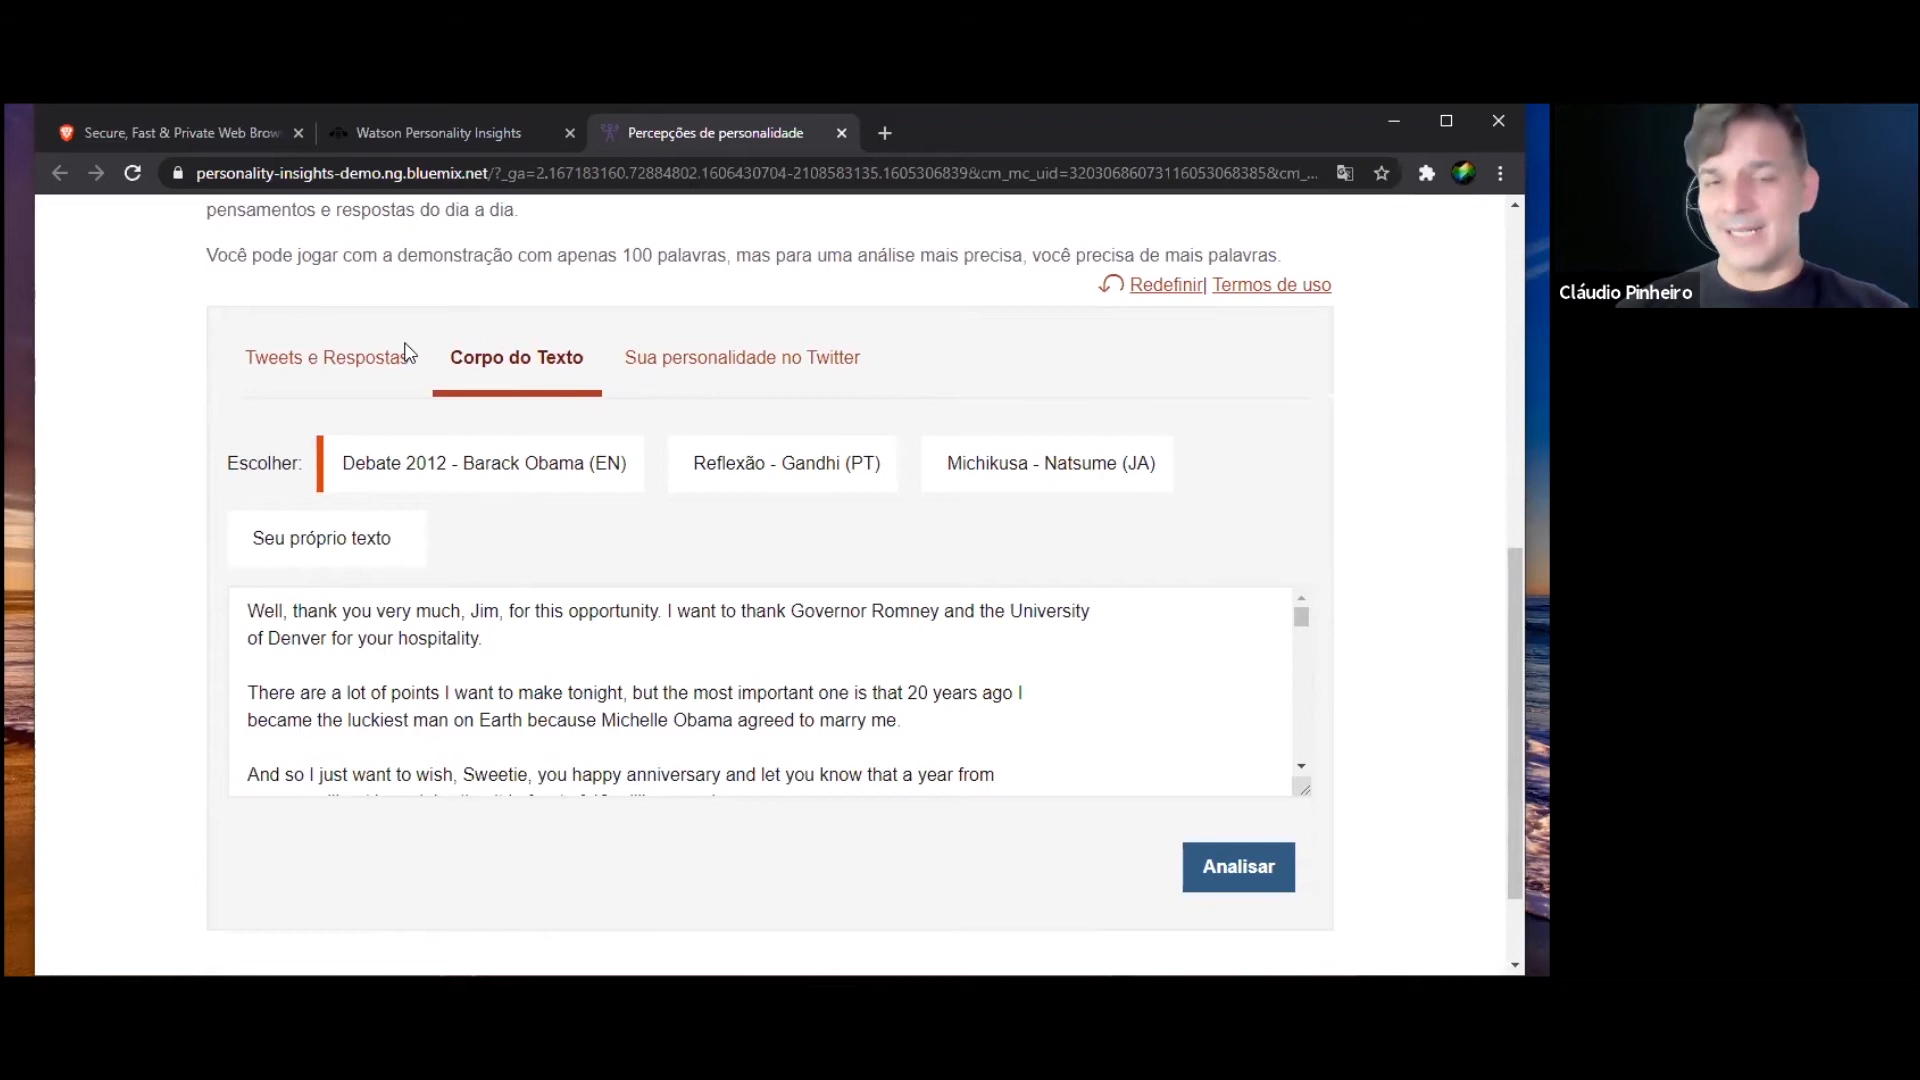 Secure, Fast & Private Web Brow
Watson Personality Insights
Percepções de personalidade
personality-insights-demo.ng.bluemix.net/?_ga=2.167183160.72884802.1606430704-2108583135.1605306839&cm_mc_uid=32030686073116053068385&cm_...
pensamentos e respostas do dia a dia.
Você pode jogar com a demonstração com apenas 100 palavras, mas para uma análise mais precisa, você precisa de mais palavras.
Redefinir| Termos de uso
Tweets e Respostas
Corpo do Texto
Sua personalidade no Twitter
Escolher:
Debate 2012 - Barack Obama (EN)
Reflexão - Gandhi (PT)
Michikusa - Natsume (JA)
Seu próprio texto
Well, thank you very much, Jim, for this opportunity. I want to thank Governor Romney and the University
of Denver for your hospitality.
There are a lot of points I want to make tonight, but the most important one is that 20 years ago I
became the luckiest man on Earth because Michelle Obama agreed to marry me.
And so I just want to wish, Sweetie, you happy anniversary and let you know that a year from
Analisar
Cláudio Pinheiro